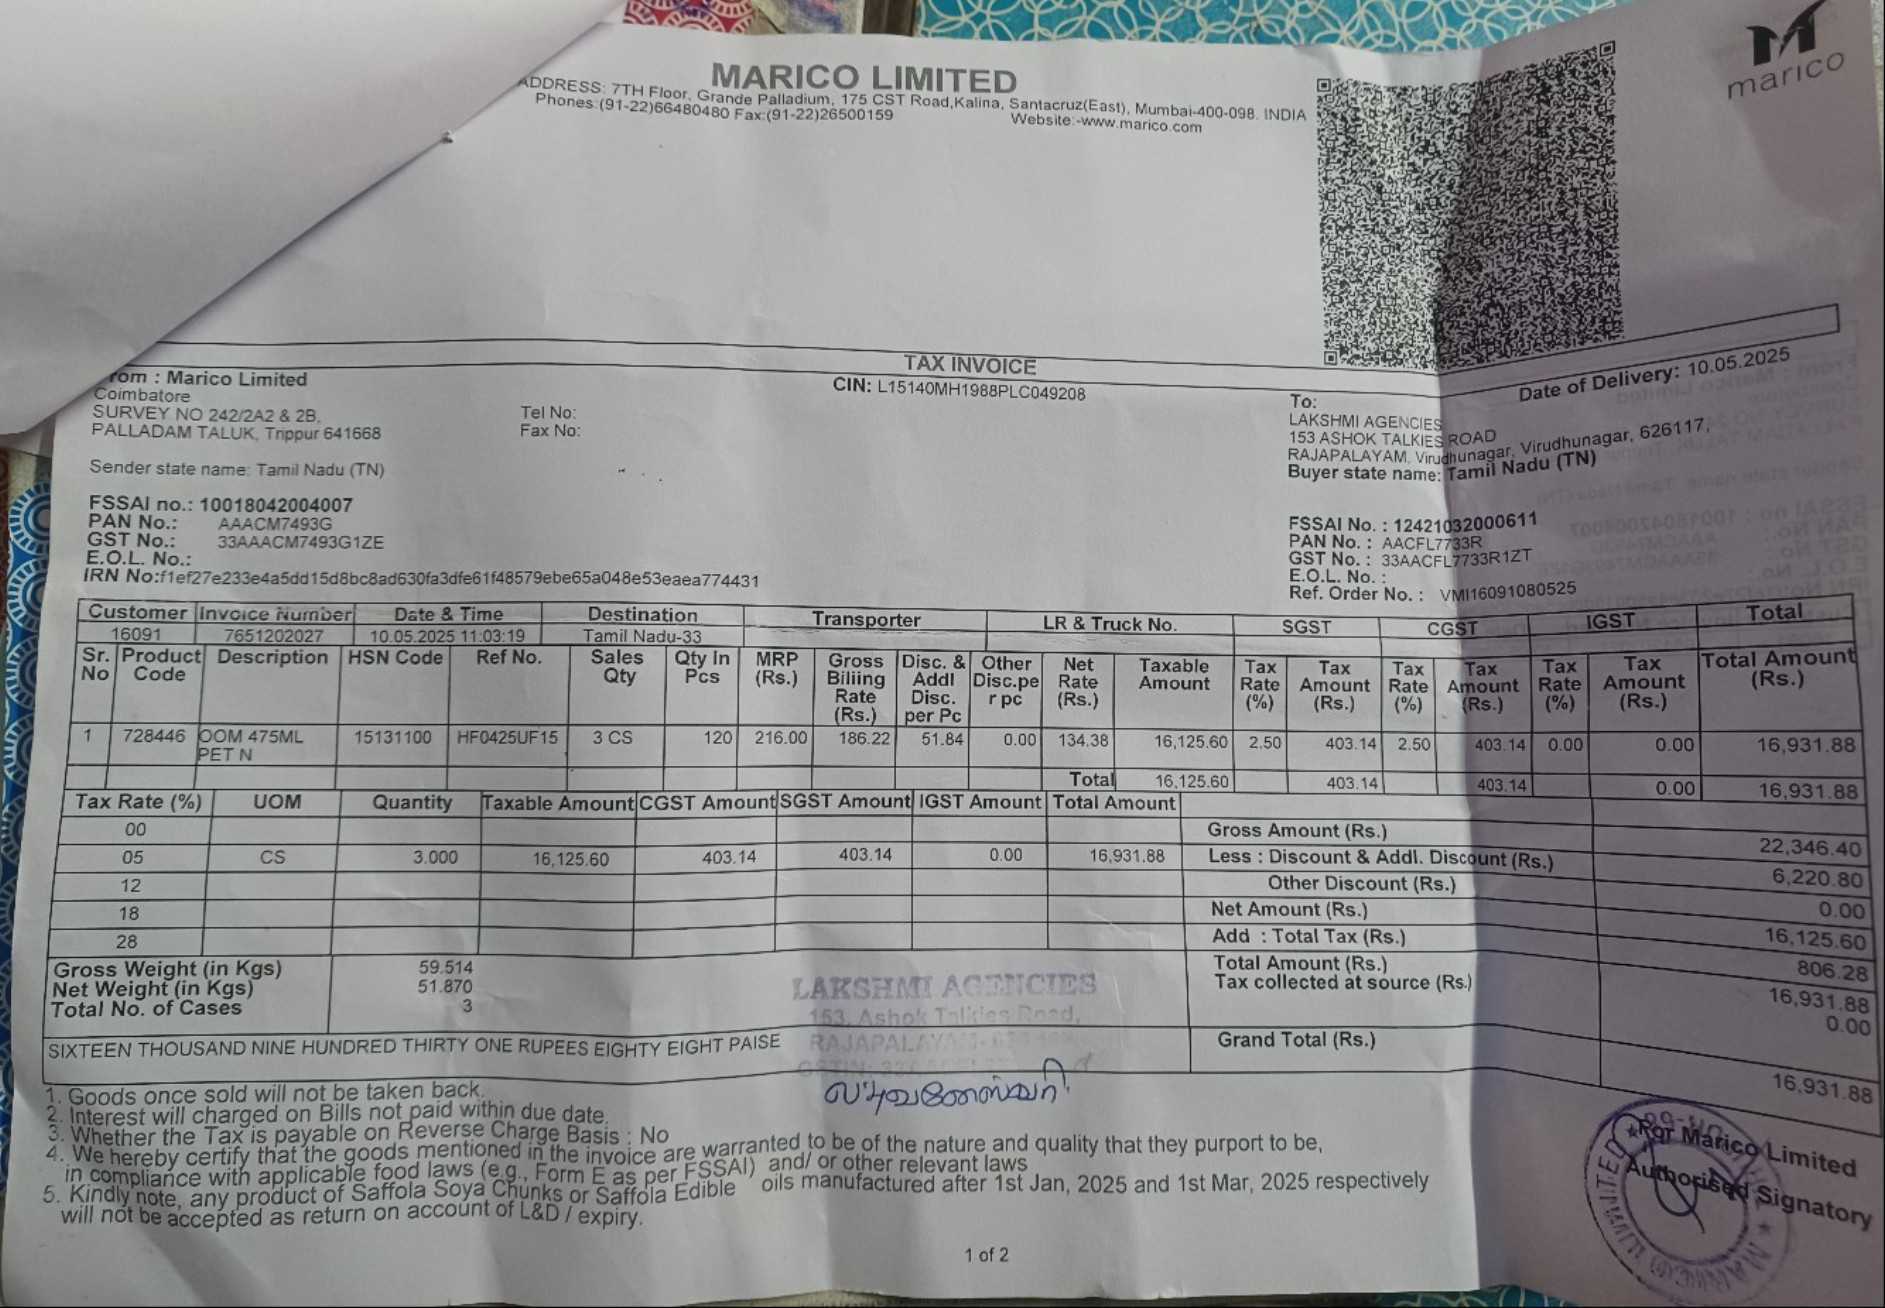 MARICO LIMITED
marico
ADDRESS: 7TH Floor, Grande Palladium, 175 CST Road,Kalina, Santacruz(East), Mumbai-400-098. INDIA
Phones:(91-22)66480480 Fax:(91-22)26500159 Website:-www.marico.com
TAX INVOICE
CIN: L15140MH1988PLC049208
Date of Delivery: 10.05.2025
rom : Marico Limited
Coimbatore
SURVEY NO 242/2A2 & 2B,
PALLADAM TALUK, Trippur 641668
Tel No:
Fax No:
Sender state name: Tamil Nadu (TN)
To:
LAKSHMI AGENCIES
153 ASHOK TALKIES ROAD
RAJAPALAYAM, Virudhunagar, Virudhunagar, 626117,
Buyer state name: Tamil Nadu (TN)
FSSAI no.: 10018042004007
PAN No.: AAACM7493G
GST No.: 33AAACM7493G1ZE
E.O.L. No.:
IRN No:f1ef27e233e4a5dd15d8bc8ad630fa3dfe61f48579ebe65a048e53eaea774431
FSSAI No. : 12421032000611
PAN No. : AACFL7733R
GST No. : 33AACFL7733R1ZT
E.O.L. No. :
Ref. Order No. : VMI16091080525
Customer Invoice Number Date & Time Destination Transporter LR & Truck No. SGST CGST IGST Total
16091 7651202027 10.05.2025 11:03:19 Tamil Nadu-33
Sr. No Product Code Description HSN Code Ref No. Sales Qty Qty In Pcs MRP (Rs.) Gross Billing Rate (Rs.) Disc. & Addl Disc. per Pc Other Disc.pe r pc Net Rate (Rs.) Taxable Amount Tax Rate (%) Tax Amount (Rs.) Tax Rate (%) Tax Amount (Rs.) Tax Rate (%) Tax Amount (Rs.) Total Amount (Rs.)
1 728446 OOM 475ML PET N 15131100 HF0425UF15 3 CS 120 216.00 186.22 51.84 0.00 134.38 16,125.60 2.50 403.14 2.50 403.14 0.00 0.00 16,931.88
Total 16,125.60 403.14 403.14 0.00 16,931.88
Tax Rate (%) UOM Quantity Taxable Amount CGST Amount SGST Amount IGST Amount Total Amount
00
05 CS 3.000 16,125.60 403.14 403.14 0.00 16,931.88
12
18
28
Gross Amount (Rs.) 22,346.40
Less : Discount & Addl. Discount (Rs.) 6,220.80
Other Discount (Rs.) 0.00
Net Amount (Rs.) 16,125.60
Add : Total Tax (Rs.) 806.28
Total Amount (Rs.) 16,931.88
Tax collected at source (Rs.) 0.00
Gross Weight (in Kgs) 59.514
Net Weight (in Kgs) 51.870
Total No. of Cases 3
LAKSHMI AGENCIES
153, Ashok Talkies Road,
SIXTEEN THOUSAND NINE HUNDRED THIRTY ONE RUPEES EIGHTY EIGHT PAISE
Grand Total (Rs.) 16,931.88
1. Goods once sold will not be taken back.
2. Interest will charged on Bills not paid within due date.
3. Whether the Tax is payable on Reverse Charge Basis : No
4. We hereby certify that the goods mentioned in the invoice are warranted to be of the nature and quality that they purport to be,
in compliance with applicable food laws (e.g., Form E as per FSSAI) and/ or other relevant laws
5. Kindly note, any product of Saffola Soya Chunks or Saffola Edible oils manufactured after 1st Jan, 2025 and 1st Mar, 2025 respectively
will not be accepted as return on account of L&D / expiry.
For Marico Limited
Authorised Signatory
1 of 2